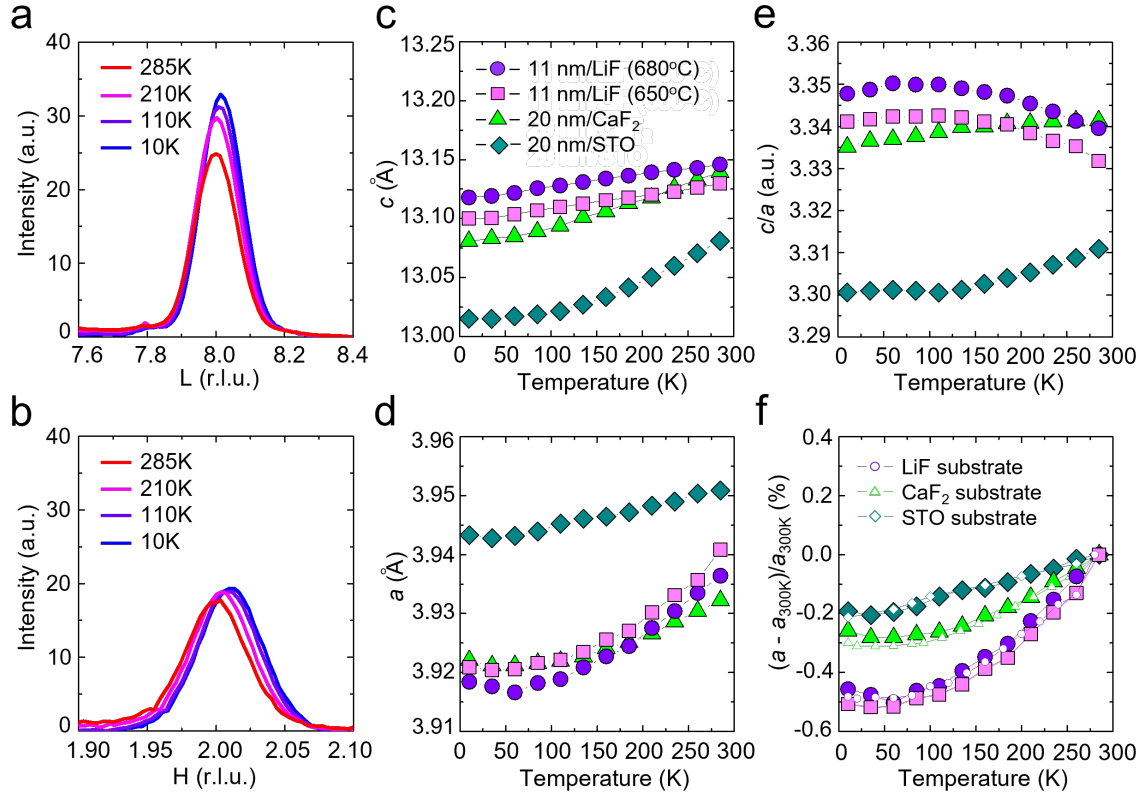 a
40
30
20
10
0
Intensity (a.u.)
285K
210K
110K
10K
7.6 7.8 8.0 8.2 8.4
L (r.l.u.)
b
40
30
20
10
0
Intensity (a.u.)
285K
210K
110K
10K
1.90 1.95 2.00 2.05 2.10
H (r.l.u.)
c
13.25
13.20
13.15
13.10
13.05
13.00
c (Å)
11 nm/LiF (680°C)
11 nm/LiF (650°C)
20 nm/CaF₂
20 nm/STO
0 50 100 150 200 250 300
Temperature (K)
d
3.96
3.95
3.94
3.93
3.92
3.91
a (Å)
0 50 100 150 200 250 300
Temperature (K)
e
3.36
3.35
3.34
3.33
3.32
3.31
3.30
3.29
c/a (a.u.)
0 50 100 150 200 250 300
Temperature (K)
f
0.4
0.2
0.0
-0.2
-0.4
-0.6
(a - a300K)/a300K (%)
LiF substrate
CaF₂ substrate
STO substrate
0 50 100 150 200 250 300
Temperature (K)